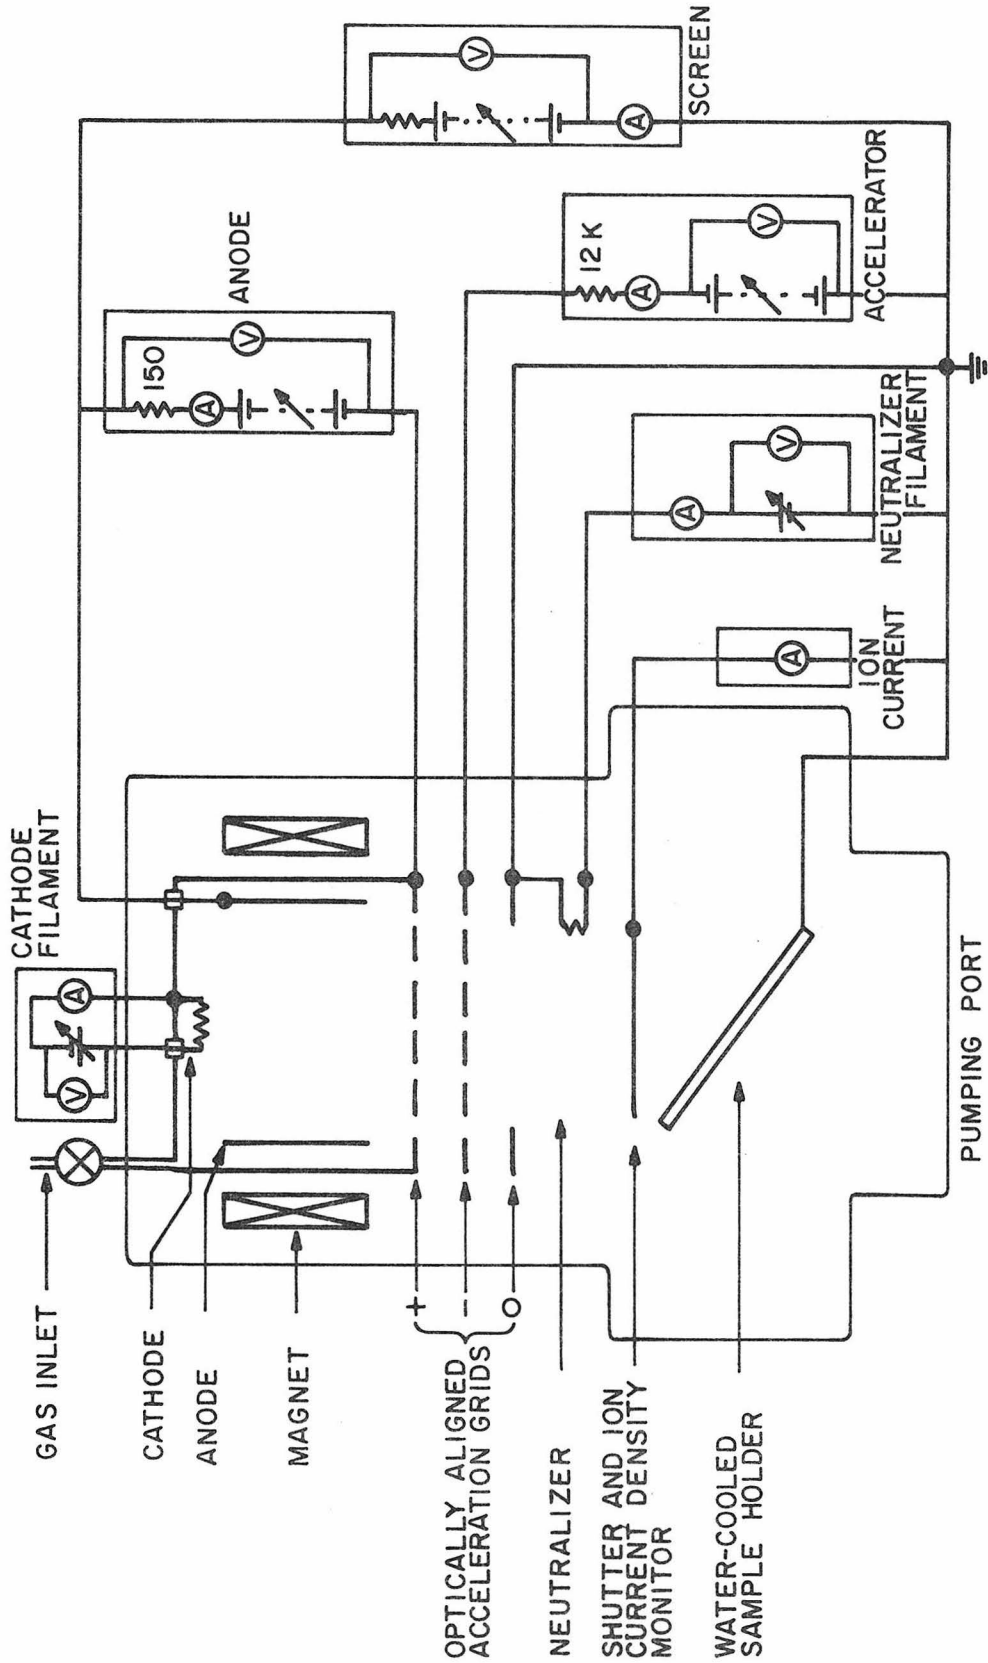 GAS INLET
CATHODE
ANODE
MAGNET
OPTICALLY ALIGNED
ACCELERATION GRIDS
+
-
O
NEUTRALIZER
SHUTTER AND ION
CURRENT DENSITY
MONITOR
WATER-COOLED
SAMPLE HOLDER
CATHODE
FILAMENT
V
A
PUMPING PORT
ION
CURRENT
A
NEUTRALIZER
FILAMENT
A
V
ANODE
150
A
V
ACCELERATOR
12K
A
V
SCREEN
V
A